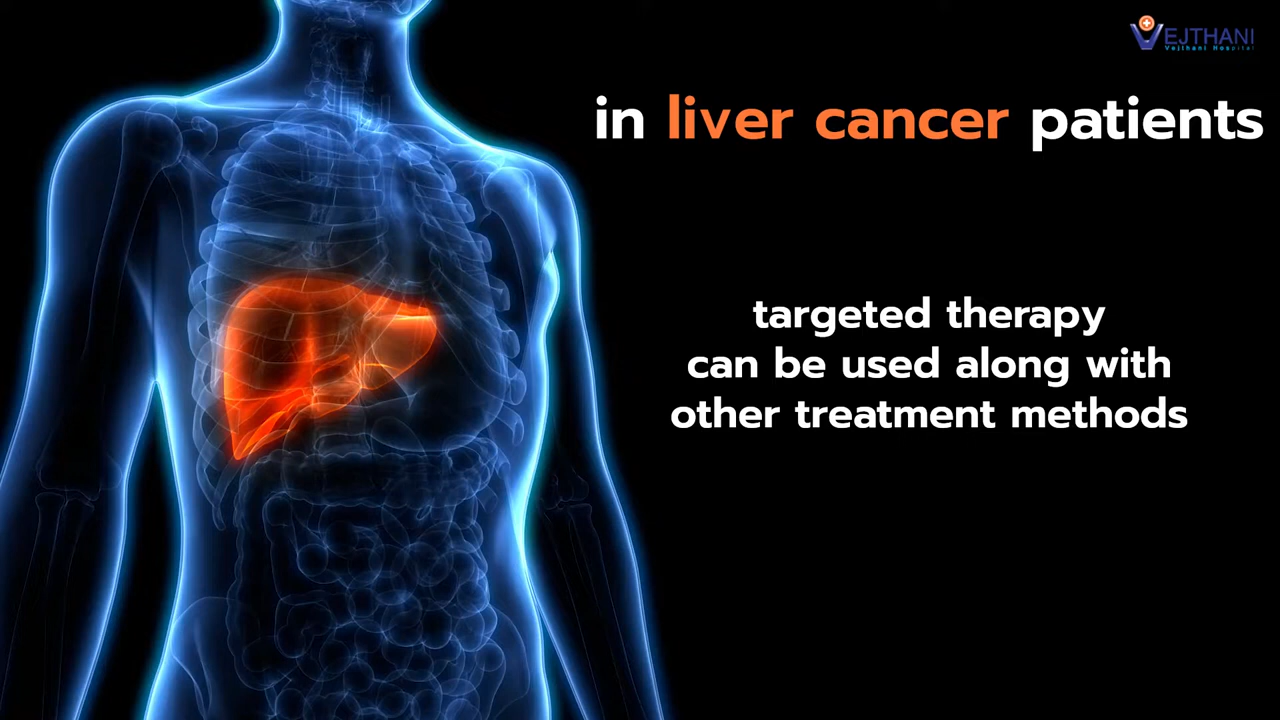 VEJTHANI
Vejthani Hospital
in liver cancer patients
targeted therapy
can be used along with
other treatment methods